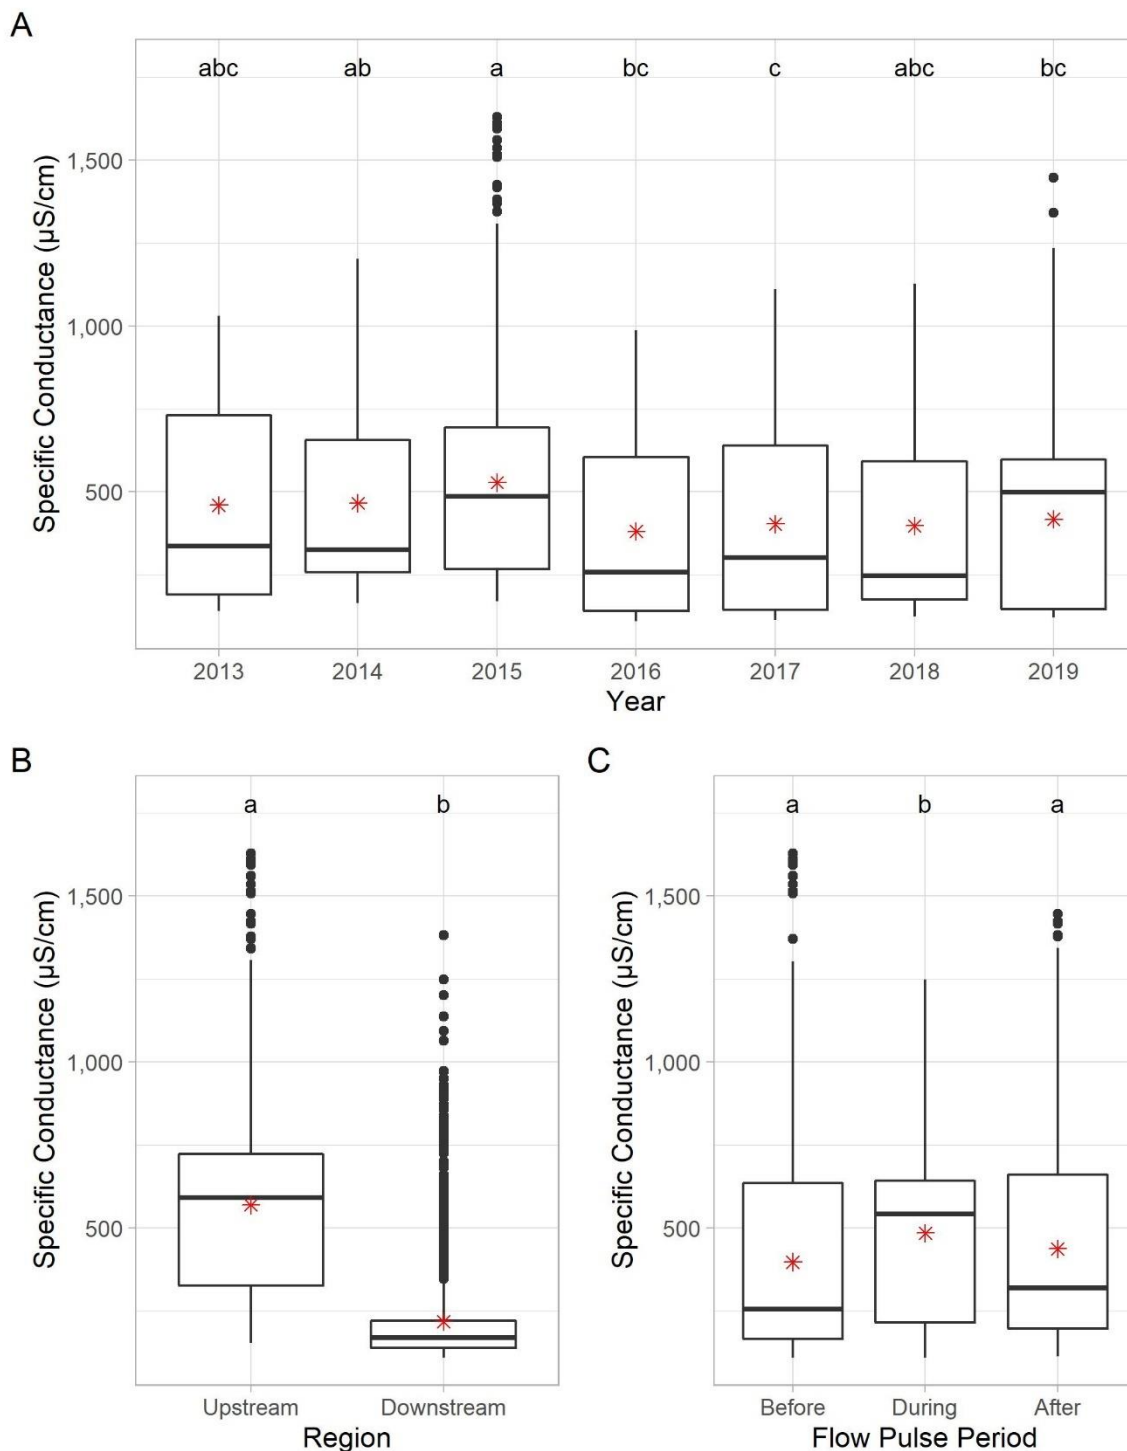 A
abc ab a bc c abc bc
1,500
1,000
500
Specific Conductance (µS/cm)
2013 2014 2015 2016 2017 2018 2019
Year
B
a b
1,500
1,000
500
Specific Conductance (µS/cm)
Upstream Downstream
Region
C
a b a
1,500
1,000
500
Specific Conductance (µS/cm)
Before During After
Flow Pulse Period